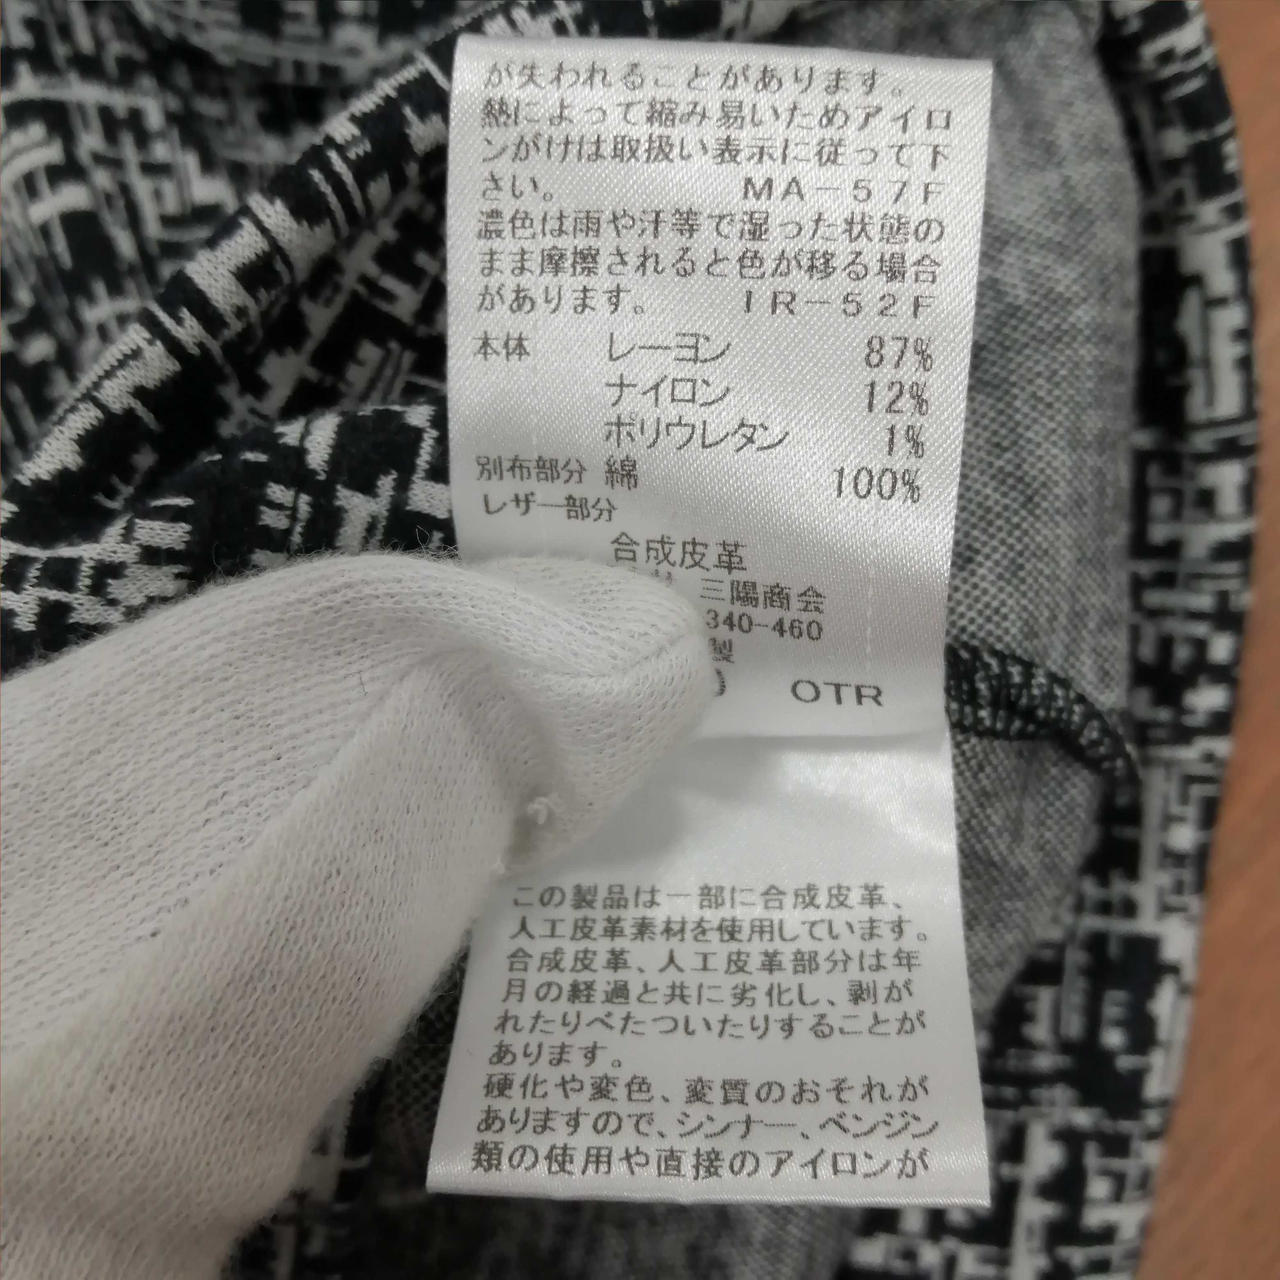 が失われることがあります。
熱によって縮み易いためアイロ
ンがけは取扱い表示に従って下
さい。 MA-57F
濃色は雨や汗等で湿った状態の
まま摩擦されると色が移る場合
があります。 IR-52F
本体 レーヨン 87%
ナイロン 12%
ポリウレタン 1%
別布部分 綿 100%
レザー部分
合成皮革
三陽商会
340-460
製
) OTR
この製品は一部に合成皮革、
人工皮革素材を使用しています。
合成皮革、人工皮革部分は年
月の経過と共に劣化し、剥が
れたりべたついたりすることが
あります。
硬化や変色、変質のおそれが
ありますので、シンナー、ベンジン
類の使用や直接のアイロンが